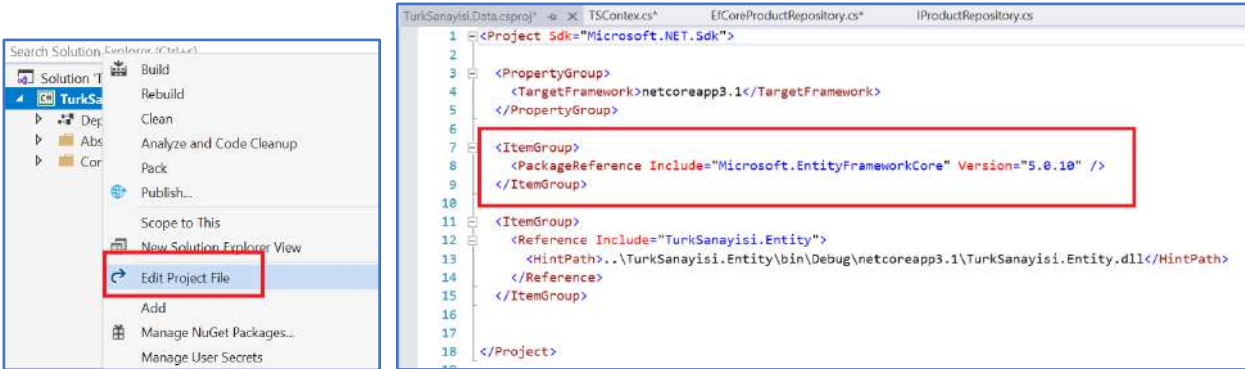 Search Solution Explorer (Ctrl+ş)
Solution 'T
TurkSa
Dep
Abs
Cor
Build
Rebuild
Clean
Analyze and Code Cleanup
Pack
Publish...
Scope to This
New Solution Explorer View
Edit Project File
Add
Manage NuGet Packages...
Manage User Secrets
TurkSanayisi.Data.csproj* TSContex.cs* EfCoreProductRepository.cs* IProductRepository.cs
1 <Project Sdk="Microsoft.NET.Sdk">
2
3 <PropertyGroup>
4 <TargetFramework>netcoreapp3.1</TargetFramework>
5 </PropertyGroup>
6
7 <ItemGroup>
8 <PackageReference Include="Microsoft.EntityFrameworkCore" Version="5.0.10" />
9 </ItemGroup>
10
11 <ItemGroup>
12 <Reference Include="TurkSanayisi.Entity">
13 <HintPath>..\TurkSanayisi.Entity\bin\Debug\netcoreapp3.1\TurkSanayisi.Entity.dll</HintPath>
14 </Reference>
15 </ItemGroup>
16
17
18 </Project>